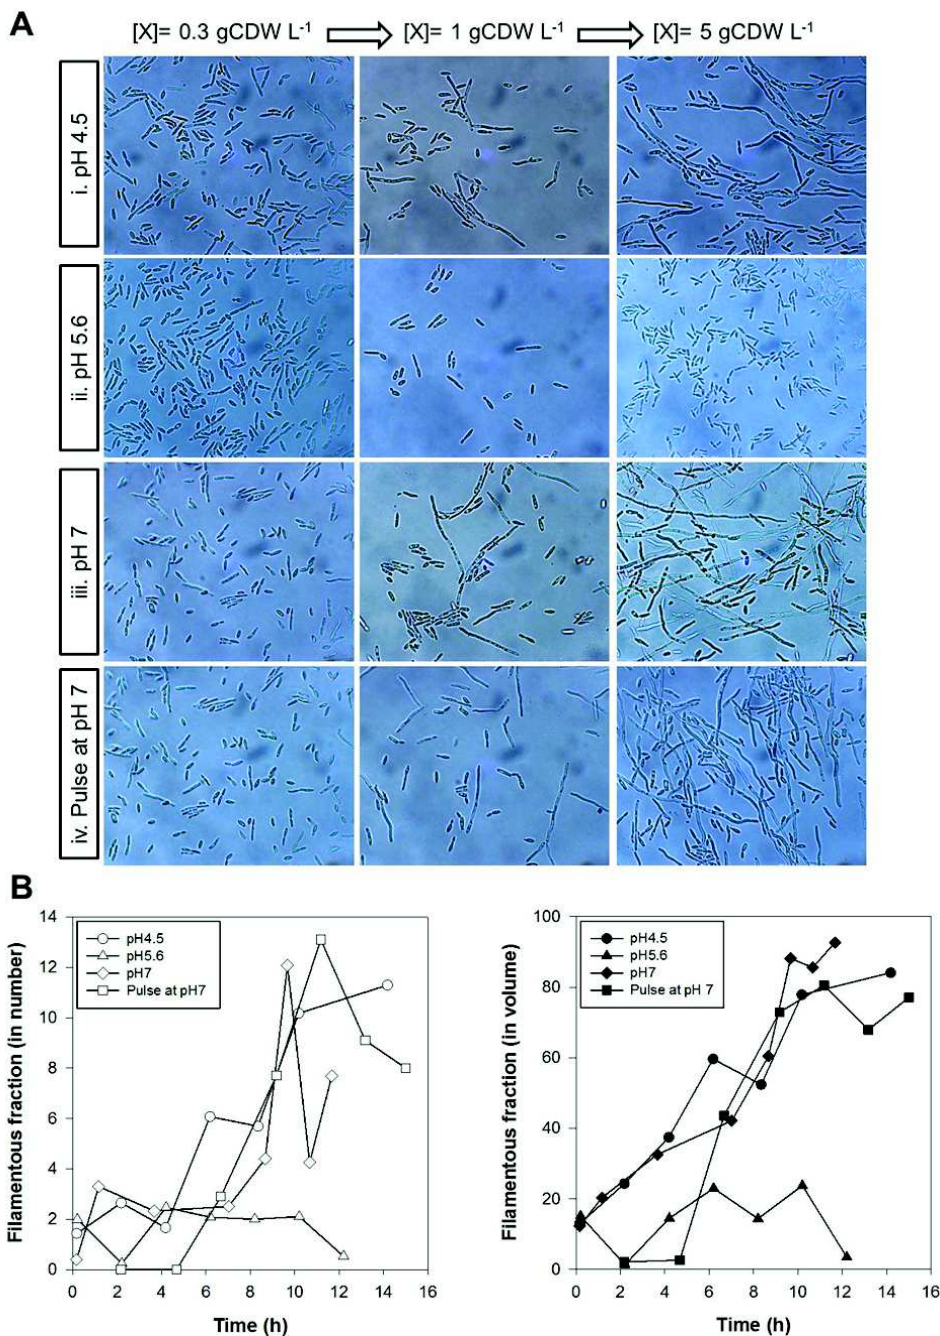 A
[X]= 0.3 gCDW L⁻¹ [X]= 1 gCDW L⁻¹ [X]= 5 gCDW L⁻¹
i. pH 4.5
ii. pH 5.6
iii. pH 7
iv. Pulse at pH 7
B
Filamentous fraction (in number)
14
12
10
8
6
4
2
0
pH4.5
pH5.6
pH7
Pulse at pH7
0 2 4 6 8 10 12 14 16
Time (h)
Filamentous fraction (in volume)
100
80
60
40
20
0
pH4.5
pH5.6
pH7
Pulse at pH 7
0 2 4 6 8 10 12 14 16
Time (h)